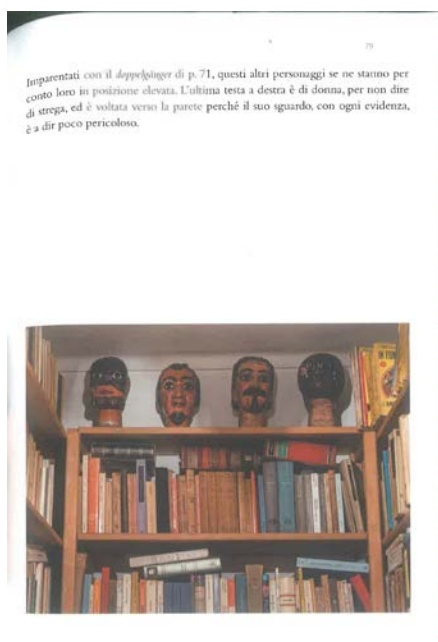 79
Imparentati con il doppelgänger di p. 71, questi altri personaggi se ne stanno per
conto loro in posizione elevata. L'ultima testa a destra è di donna, per non dire
di strega, ed è voltata verso la parete perché il suo sguardo, con ogni evidenza,
è a dir poco pericoloso.